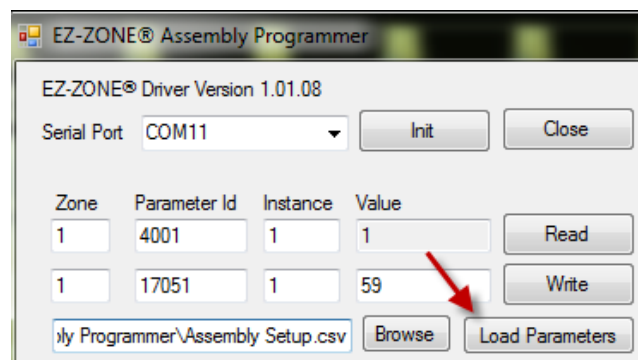 EZ-ZONE® Assembly Programmer
EZ-ZONE® Driver Version 1.01.08
Serial Port COM11 Init Close
Zone Parameter Id Instance Value
1 4001 1 1 Read
1 17051 1 59 Write
Programmer\Assembly Setup.csv Browse Load Parameters